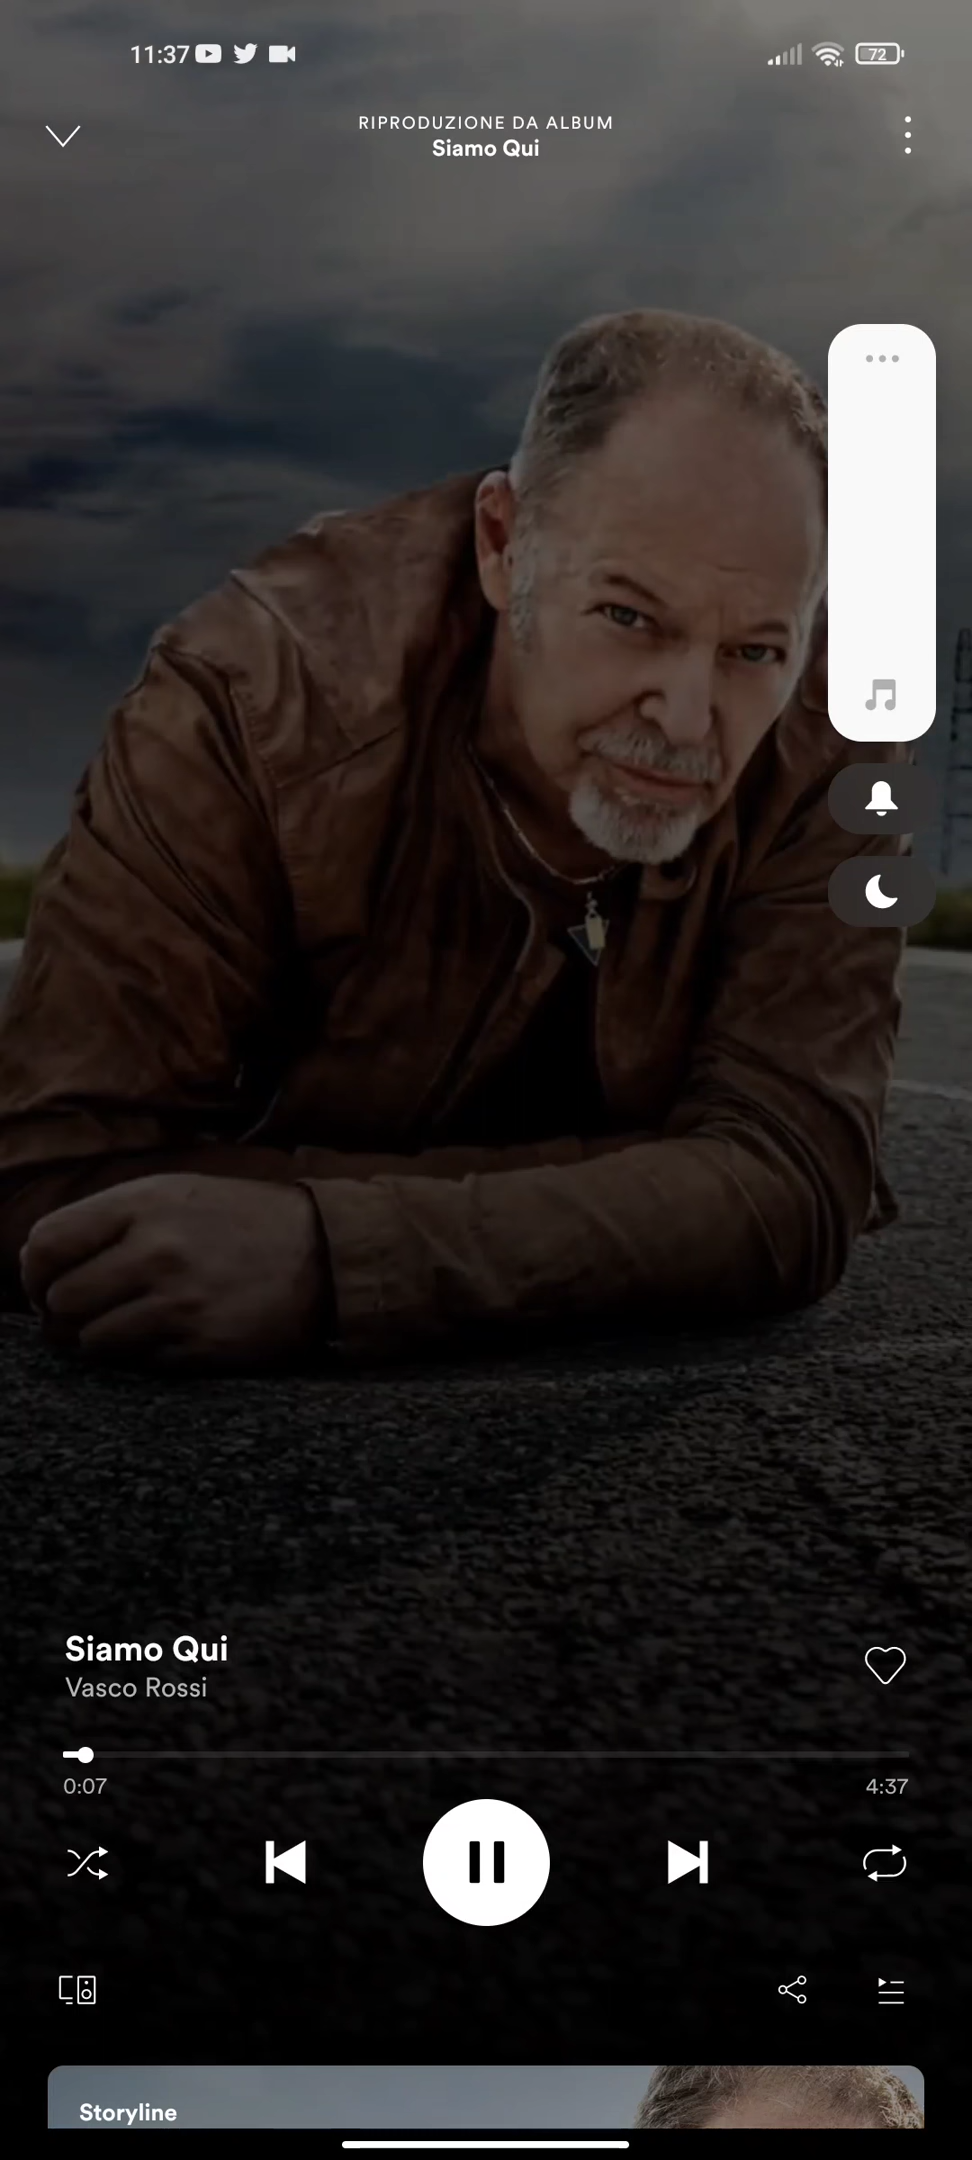 11:37
72
RIPRODUZIONE DA ALBUM
Siamo Qui
Siamo Qui
Vasco Rossi
0:07
4:37
Storyline